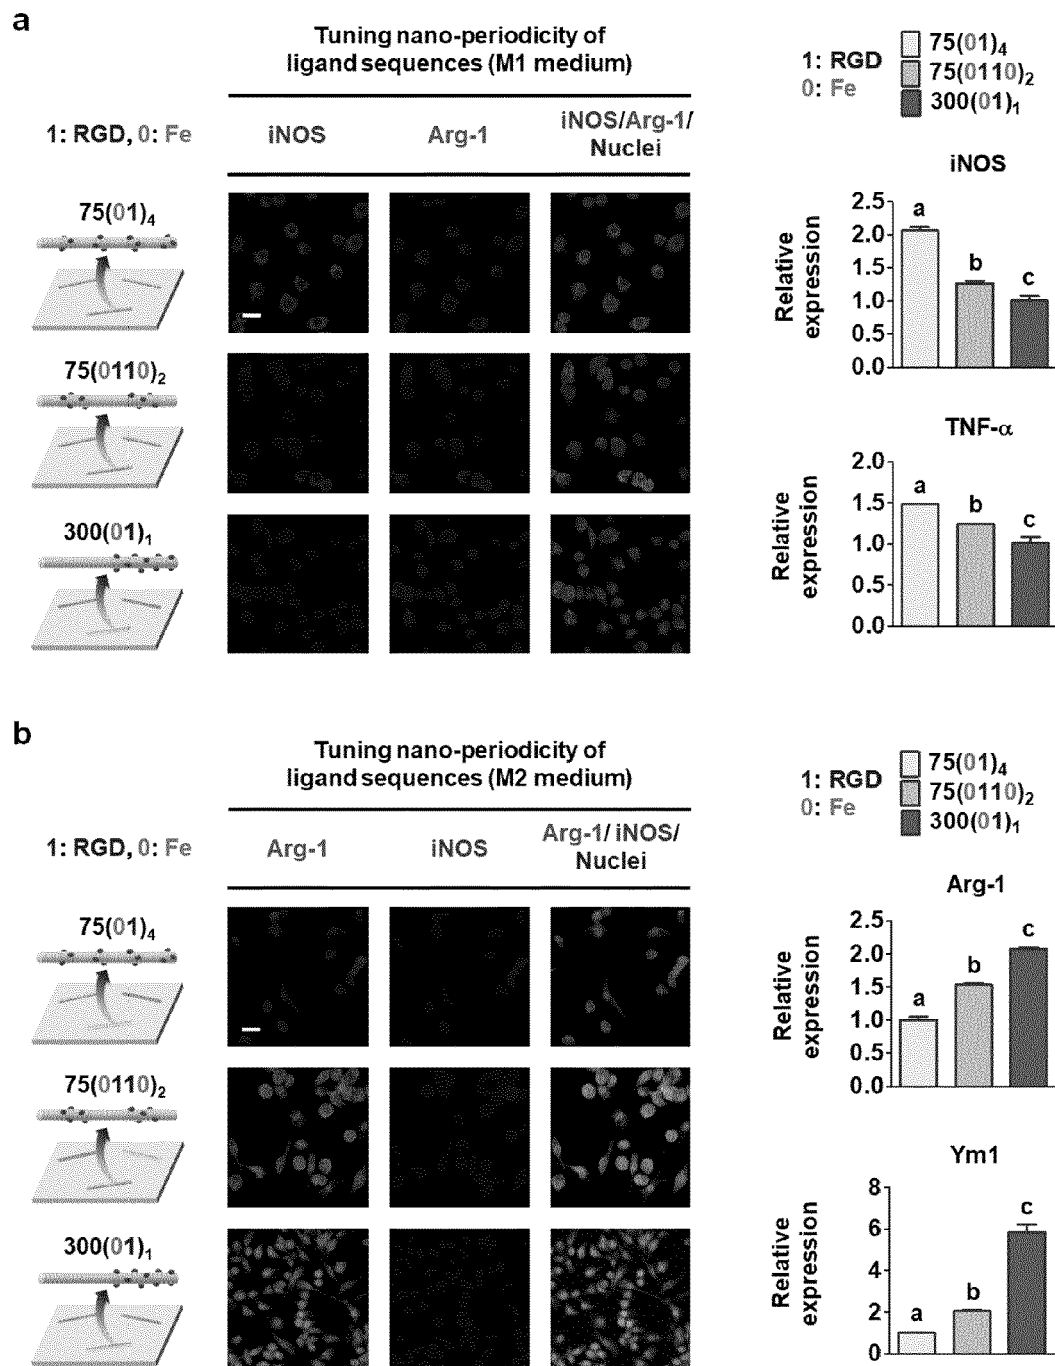 a
Tuning nano-periodicity of
ligand sequences (M1 medium)
1: RGD, 0: Fe
iNOS
Arg-1
iNOS/Arg-1/
Nuclei
75(01)₄
75(0110)₂
300(01)₁
1: RGD
0: Fe
75(01)₄
75(0110)₂
300(01)₁
iNOS
Relative
expression
2.5
2.0
1.5
1.0
0.5
0.0
a
b
c
TNF-α
Relative
expression
2.0
1.5
1.0
0.5
0.0
a
b
c
b
Tuning nano-periodicity of
ligand sequences (M2 medium)
1: RGD, 0: Fe
Arg-1
iNOS
Arg-1/ iNOS/
Nuclei
75(01)₄
75(0110)₂
300(01)₁
1: RGD
0: Fe
75(01)₄
75(0110)₂
300(01)₁
Arg-1
Relative
expression
2.5
2.0
1.5
1.0
0.5
0.0
a
b
c
Ym1
Relative
expression
8
6
4
2
0
a
b
c